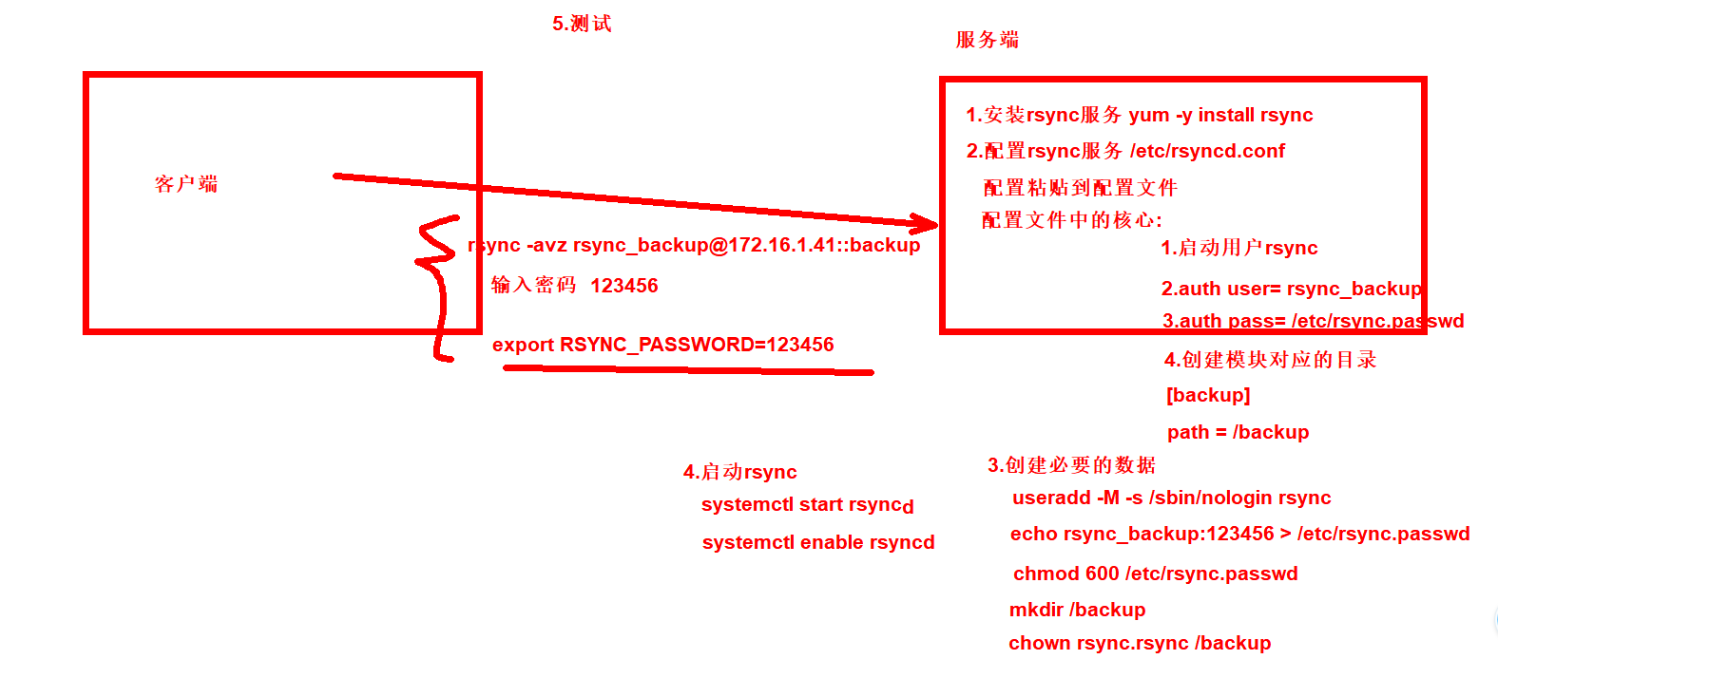 5.测试
服务端
客户端
1.安装rsync服务 yum -y install rsync
2.配置rsync服务 /etc/rsyncd.conf
配置粘贴到配置文件
配置文件中的核心:
1.启动用户rsync
2.auth user= rsync_backup
3.auth pass= /etc/rsync.passwd
4.创建模块对应的目录
[backup]
path = /backup
rsync -avz rsync_backup@172.16.1.41::backup
输入密码 123456
export RSYNC_PASSWORD=123456
3.创建必要的数据
useradd -M -s /sbin/nologin rsync
echo rsync_backup:123456 > /etc/rsync.passwd
chmod 600 /etc/rsync.passwd
mkdir /backup
chown rsync.rsync /backup
4.启动rsync
systemctl start rsyncd
systemctl enable rsyncd